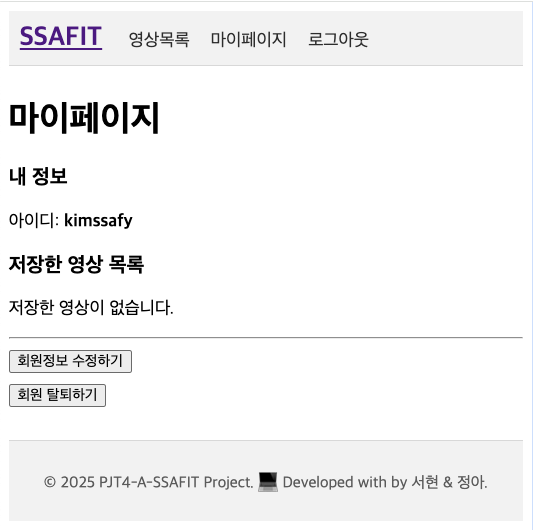 SSAFIT 영상목록 마이페이지 로그아웃
마이페이지
내 정보
아이디: kimssafy
저장한 영상 목록
저장한 영상이 없습니다.
회원정보 수정하기
회원 탈퇴하기
© 2025 PJT4-A-SSAFIT Project. 💻 Developed with by 서현 & 정아.